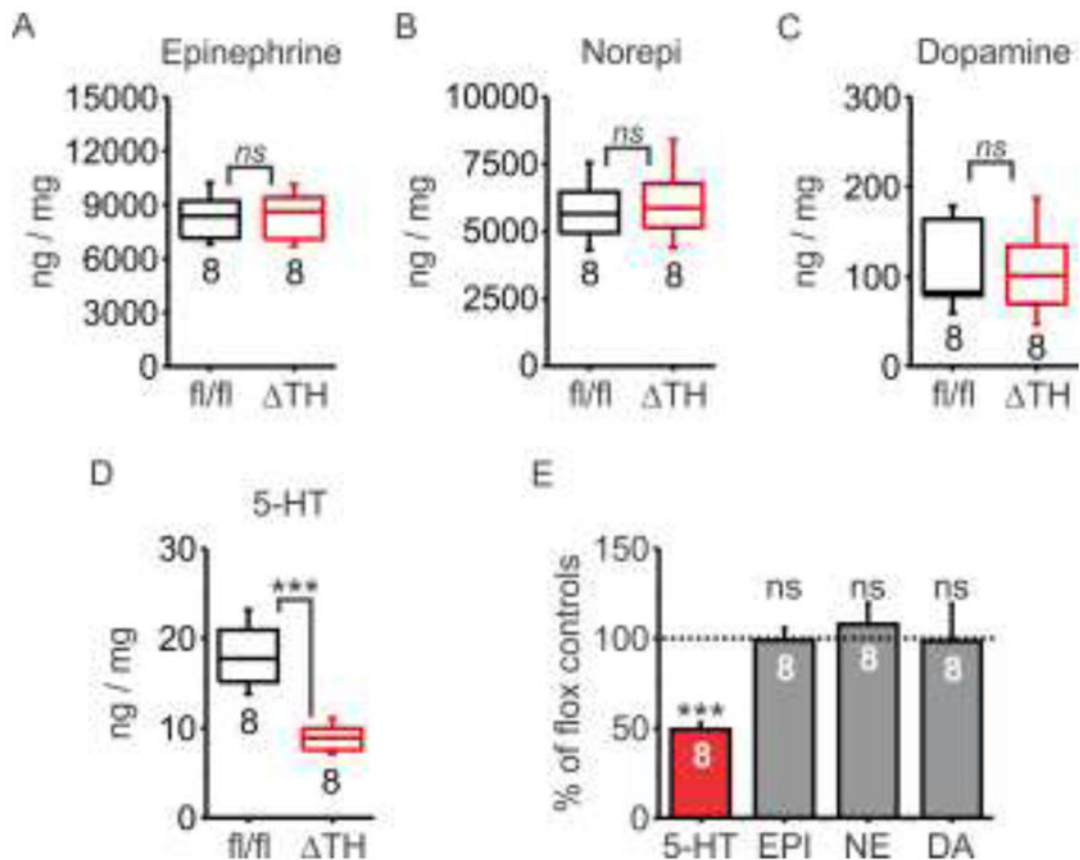 A
Epinephrine
15000
12000
9000
6000
3000
0
ng / mg
ns
8
8
fl/fl
ΔTH
B
Norepi
10000
7500
5000
2500
0
ng / mg
ns
8
8
fl/fl
ΔTH
C
Dopamine
300
200
100
0
ng / mg
ns
8
8
fl/fl
ΔTH
D
5-HT
30
20
10
0
ng / mg
***
8
8
fl/fl
ΔTH
E
150
100
50
0
% of flox controls
***
ns
ns
ns
8
8
8
8
5-HT
EPI
NE
DA